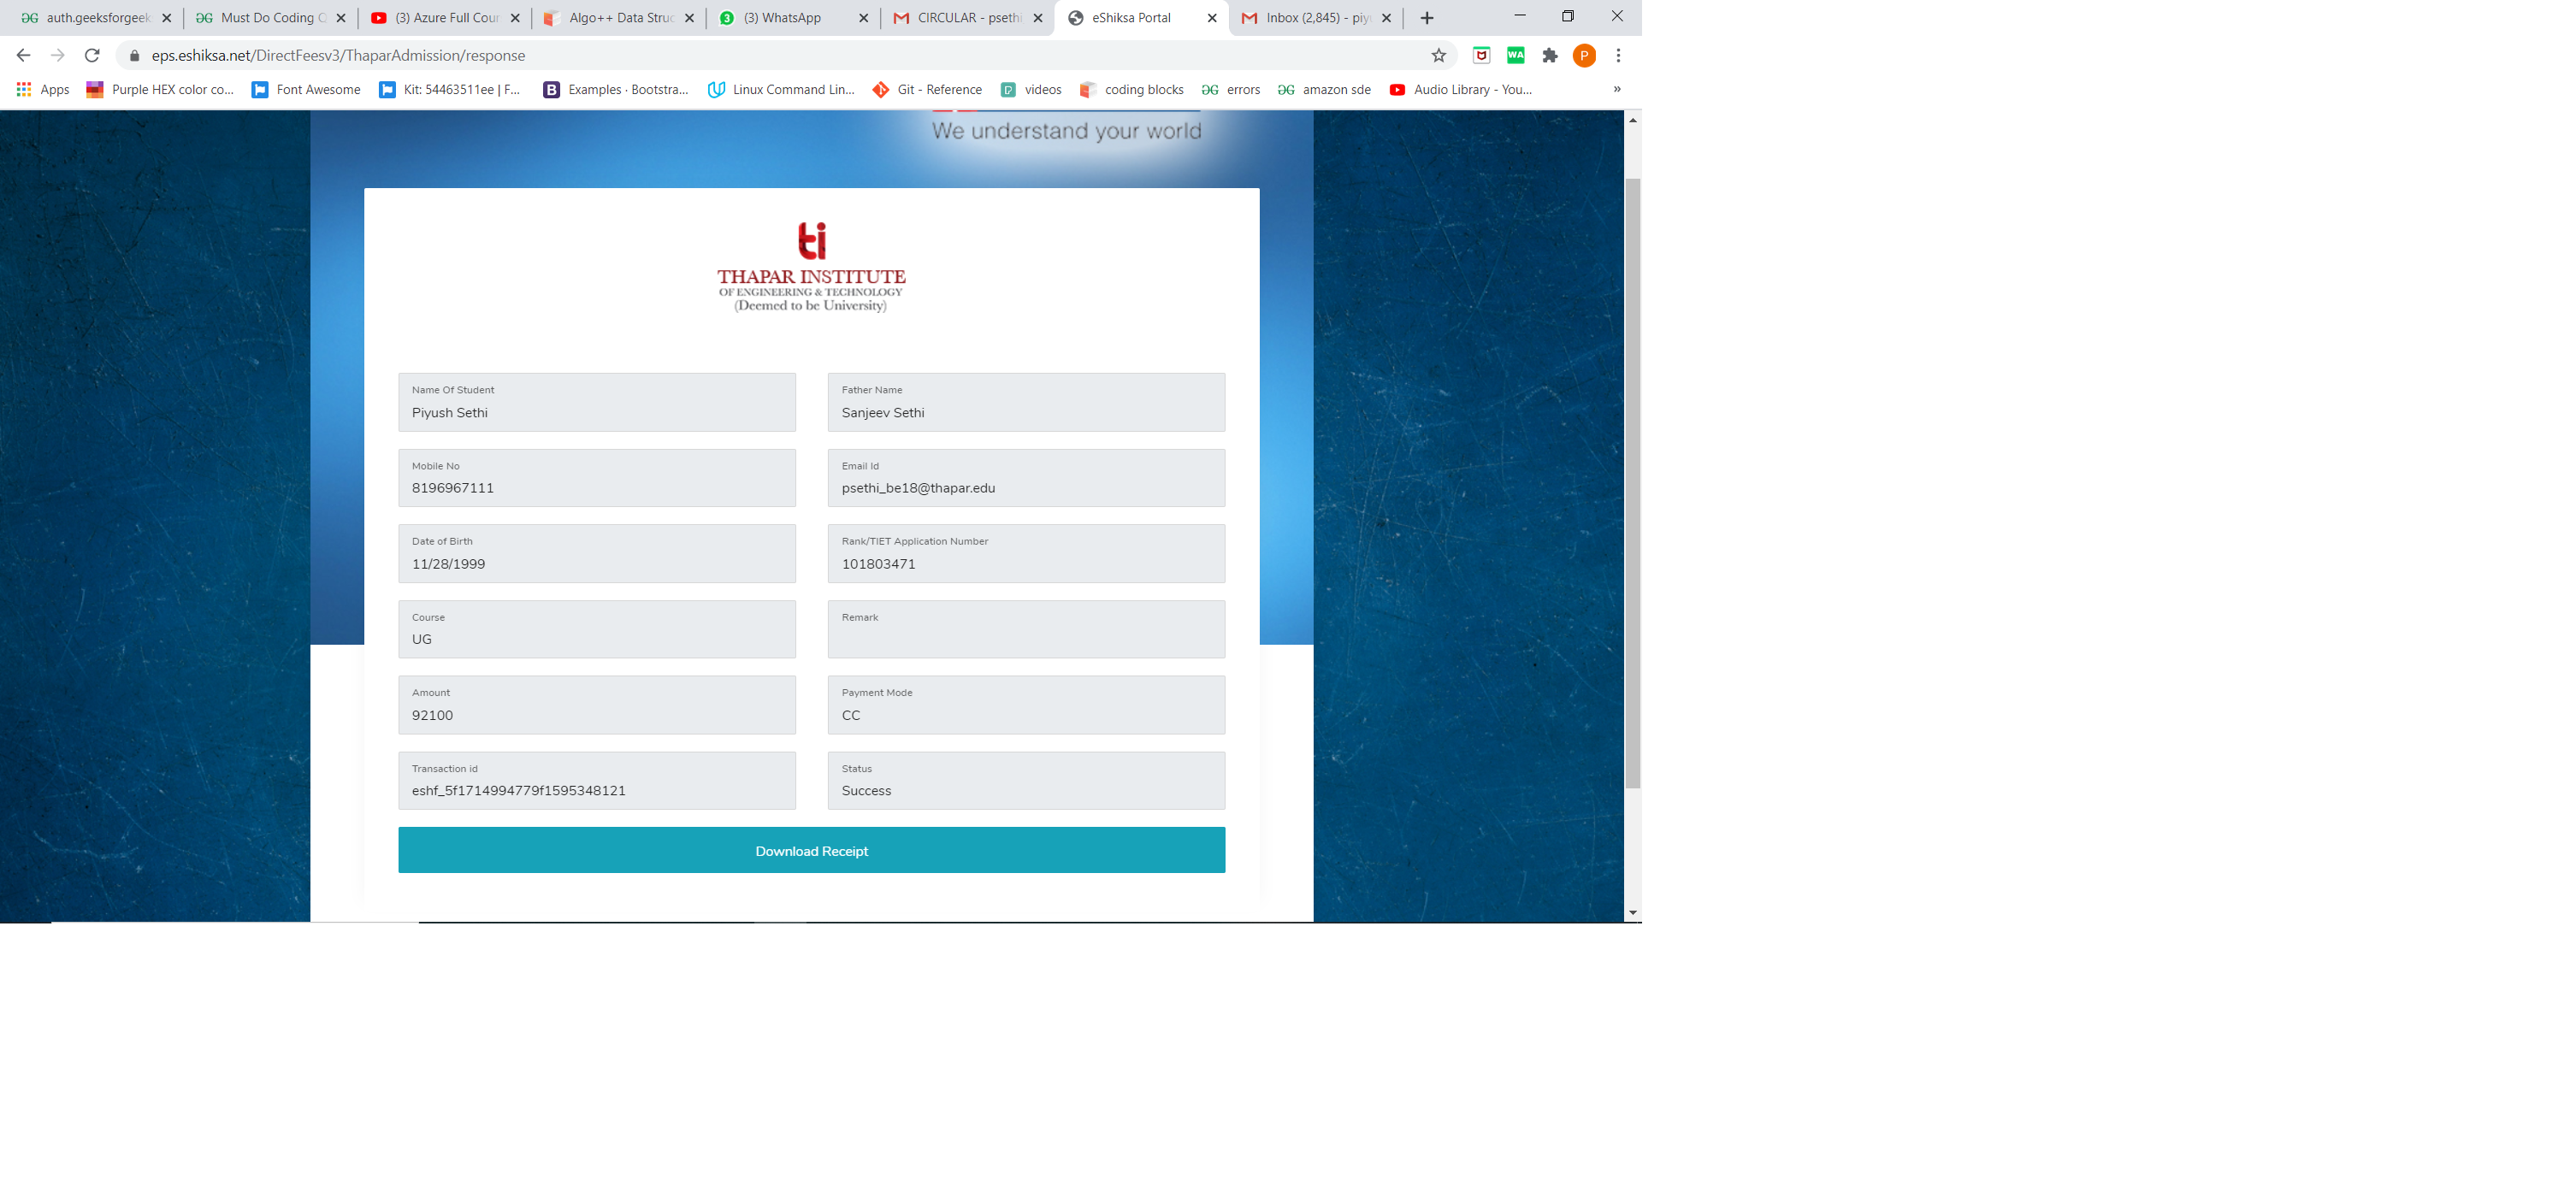 auth.geeksforgeek
Must Do Coding Q
(3) Azure Full Cour
Algo++ Data Struc
3
(3) WhatsApp
CIRCULAR - psethi
eShiksa Portal
Inbox (2,845) - piy
eps.eshiksa.net/DirectFeesv3/ThaparAdmission/response
WA
P
Apps
Purple HEX color co...
Font Awesome
Kit: 54463511ee | F...
B
Examples · Bootstra...
Linux Command Lin...
Git - Reference
videos
coding blocks
errors
amazon sde
Audio Library - You...
»
We understand your world
ti
THAPAR INSTITUTE
OF ENGINEERING & TECHNOLOGY
(Deemed to be University)
Name Of Student
Piyush Sethi
Father Name
Sanjeev Sethi
Mobile No
8196967111
Email Id
psethi_be18@thapar.edu
Date of Birth
11/28/1999
Rank/TIET Application Number
101803471
Course
UG
Remark
Amount
92100
Payment Mode
CC
Transaction id
eshf_5f1714994779f1595348121
Status
Success
Download Receipt